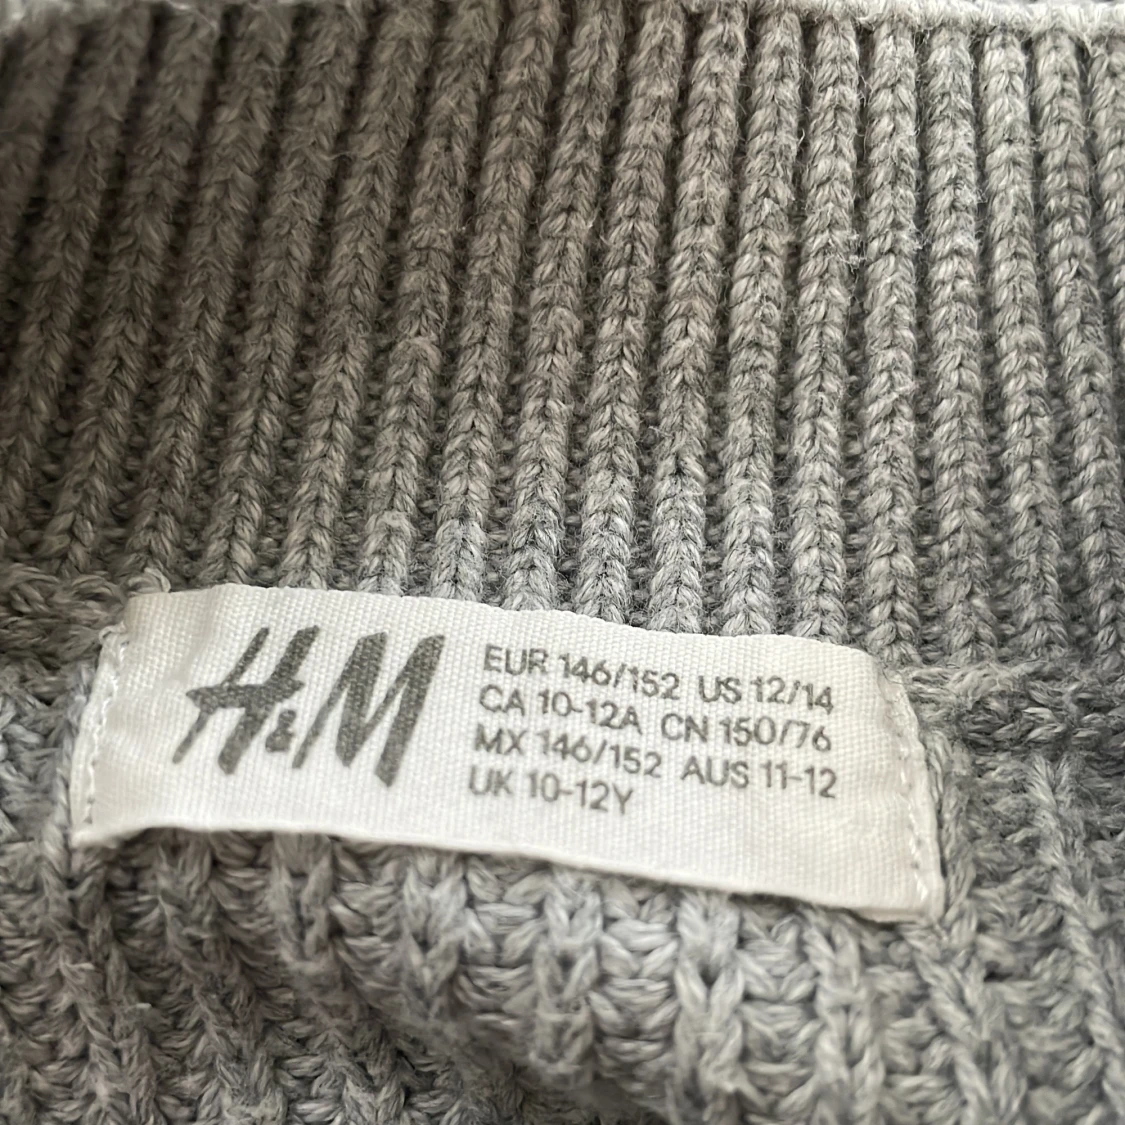 H&M
EUR 146/152 US 12/14
CA 10-12A CN 150/76
MX 146/152 AUS 11-12
UK 10-12Y